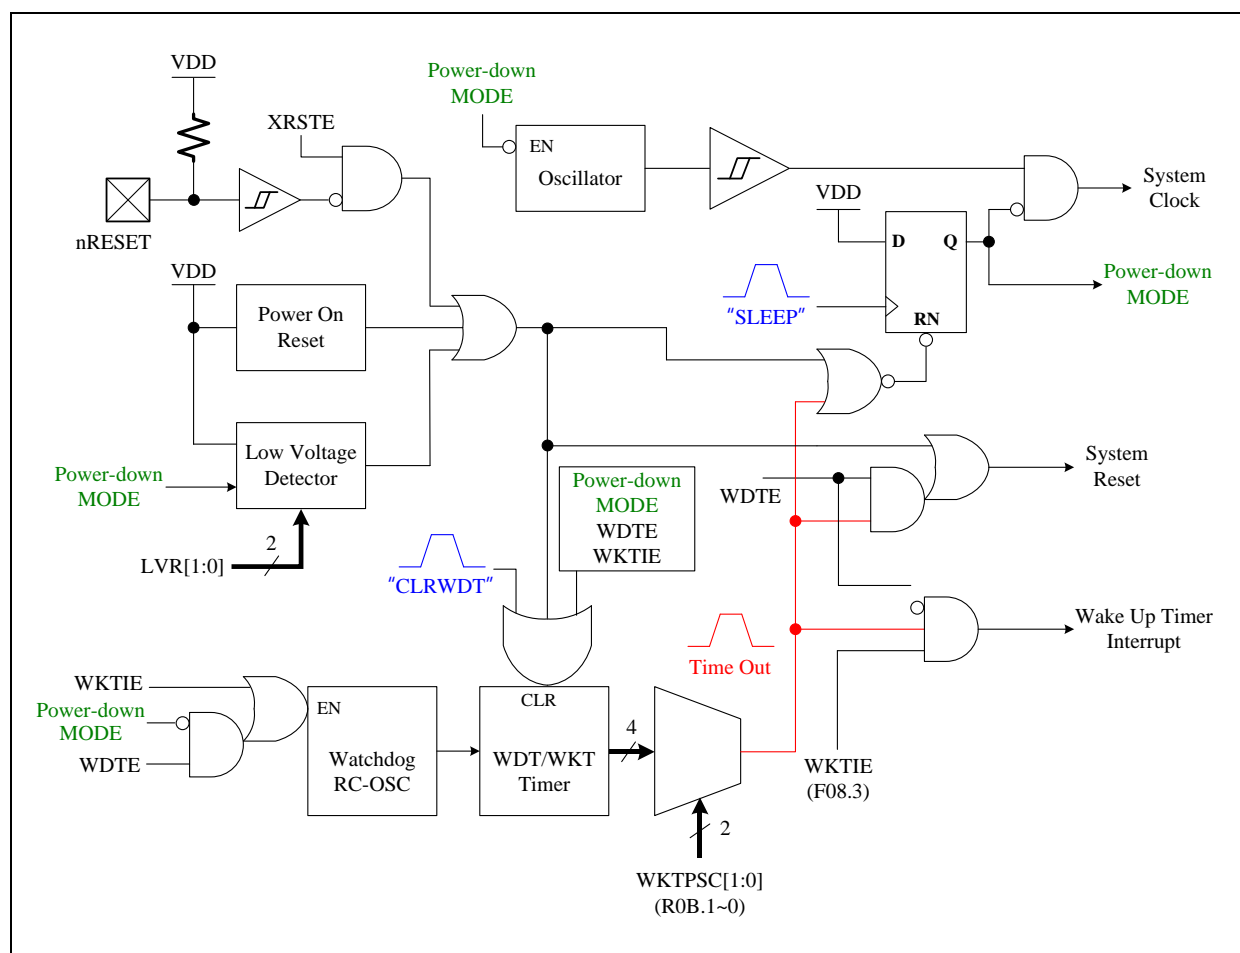 VDD
Power-down
MODE
XRSTE
EN
Oscillator
System
Clock
VDD
nRESET
D
Q
VDD
Power-down
MODE
"SLEEP"
Power On
Reset
RN
Low Voltage
Detector
Power-down
MODE
System
Reset
Power-down
MODE
WDTE
WKTIE
WDTE
2
LVR[1:0]
"CLRWDT"
Wake Up Timer
Interrupt
Time Out
WKTIE
Power-down
MODE
WDTE
EN
Watchdog
RC-OSC
CLR
WDT/WKT
Timer
4
WKTIE
(F08.3)
2
WKTPSC[1:0]
(R0B.1~0)